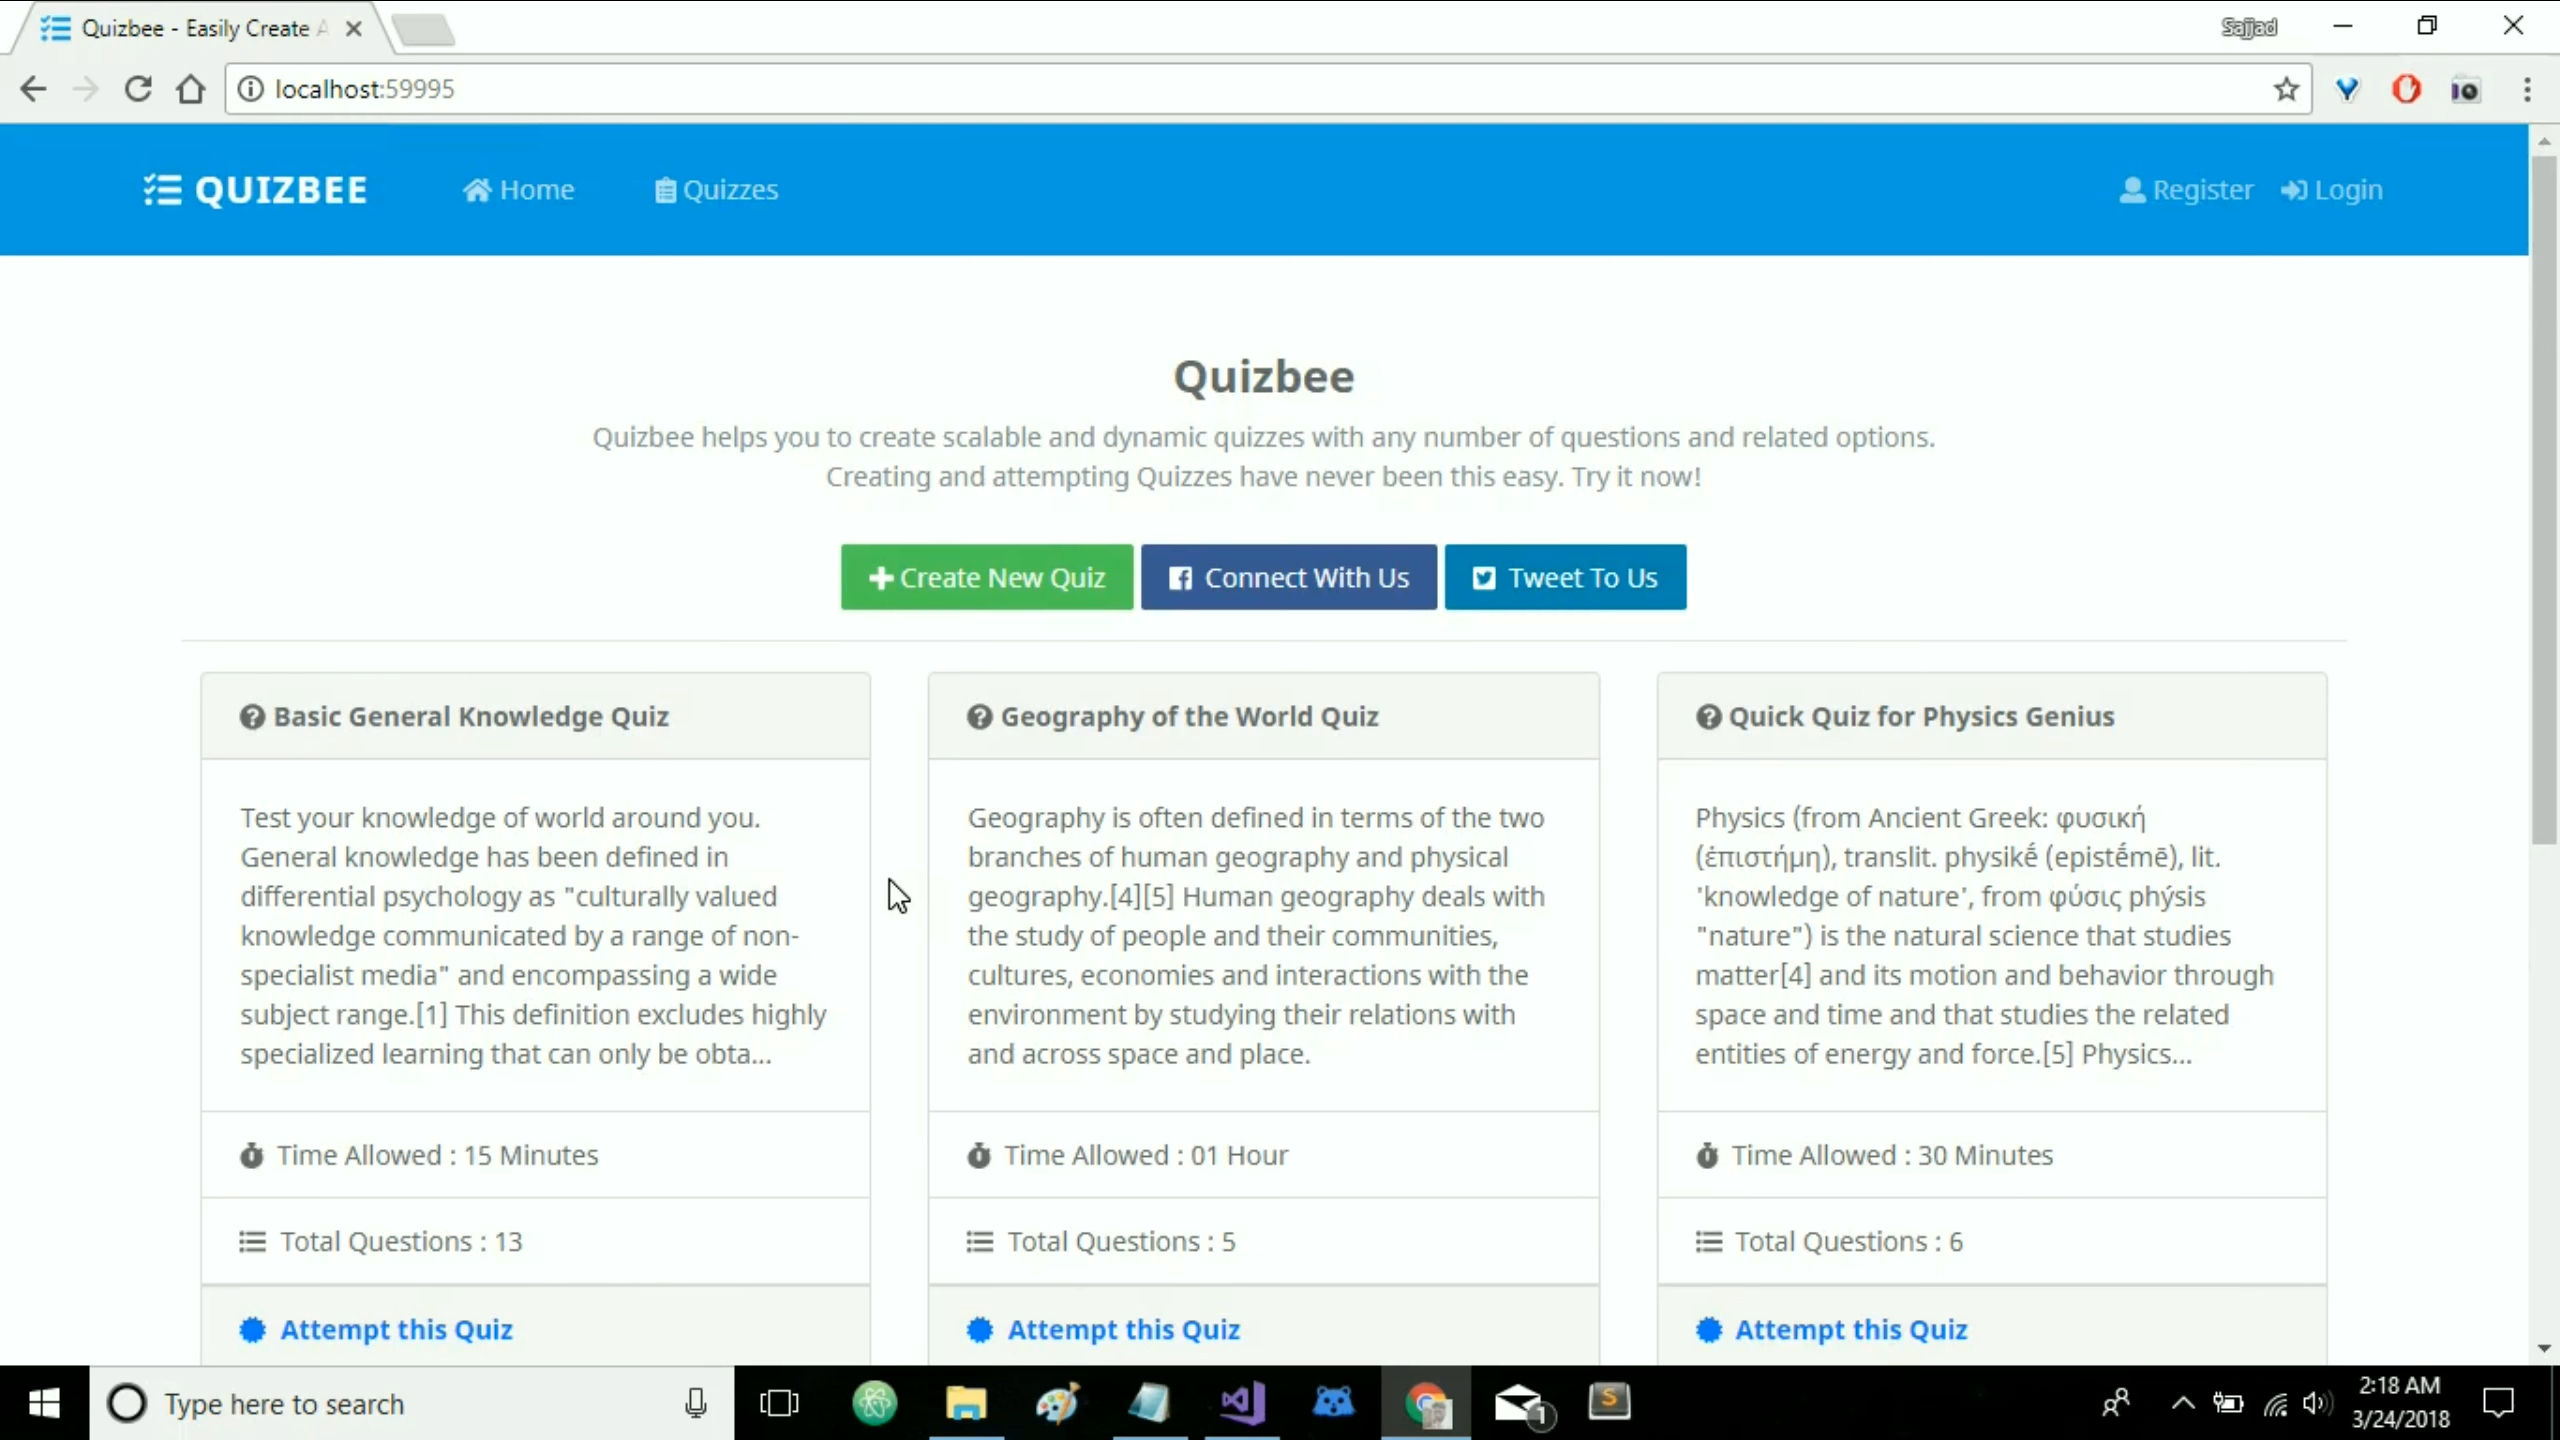 Quizbee - Easily Create A
Sajjad
localhost:59995
QUIZBEE
Home
Quizzes
Register
Login
Quizbee
Quizbee helps you to create scalable and dynamic quizzes with any number of questions and related options.
Creating and attempting Quizzes have never been this easy. Try it now!
Create New Quiz
Connect With Us
Tweet To Us
Basic General Knowledge Quiz
Test your knowledge of world around you.
General knowledge has been defined in
differential psychology as "culturally valued
knowledge communicated by a range of non-
specialist media" and encompassing a wide
subject range.[1] This definition excludes highly
specialized learning that can only be obta...
Time Allowed : 15 Minutes
Total Questions : 13
Attempt this Quiz
Geography of the World Quiz
Geography is often defined in terms of the two
branches of human geography and physical
geography.[4][5] Human geography deals with
the study of people and their communities,
cultures, economies and interactions with the
environment by studying their relations with
and across space and place.
Time Allowed : 01 Hour
Total Questions : 5
Attempt this Quiz
Quick Quiz for Physics Genius
Physics (from Ancient Greek: φυσική
(ἐπιστήμη), translit. physikḗ (epistḗmē), lit.
'knowledge of nature', from φύσις phýsis
"nature") is the natural science that studies
matter[4] and its motion and behavior through
space and time and that studies the related
entities of energy and force.[5] Physics...
Time Allowed : 30 Minutes
Total Questions : 6
Attempt this Quiz
Type here to search
1
S
2:18 AM
3/24/2018